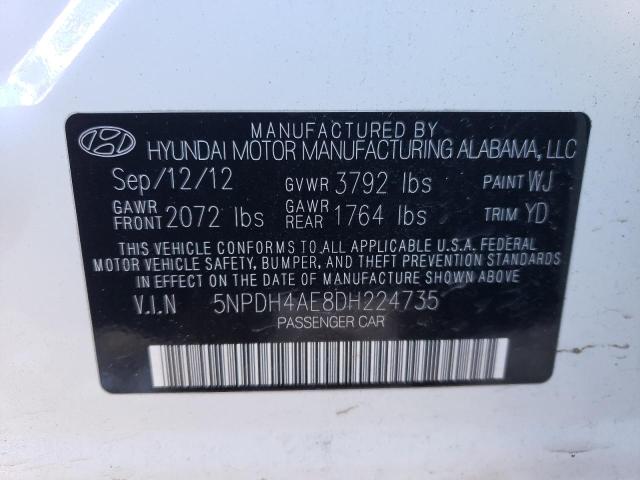 MANUFACTURED BY
HYUNDAI MOTOR MANUFACTURING ALABAMA, LLC
Sep/12/12 GVWR 3792 lbs PAINT WJ
GAWR FRONT 2072 lbs GAWR REAR 1764 lbs TRIM YD
THIS VEHICLE CONFORMS TO ALL APPLICABLE U.S.A. FEDERAL
MOTOR VEHICLE SAFETY, BUMPER, AND THEFT PREVENTION STANDARDS
IN EFFECT ON THE DATE OF MANUFACTURE SHOWN ABOVE
V.I.N 5NPDH4AE8DH224735
PASSENGER CAR